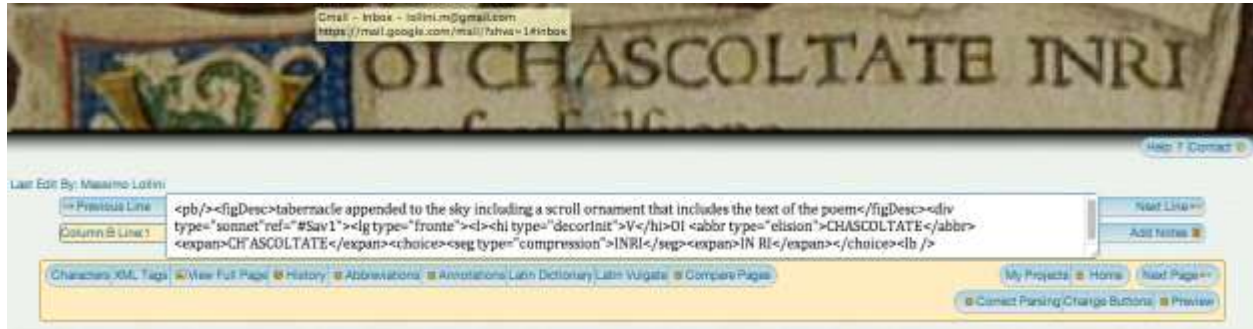 Gmail - Inbox - lollini.m@gmail.com
https://mail.google.com/mail/?shva=1#inbox
OI CHASCOLTATE INRI
Help ? Contact
Last Edit By: Massimo Lollini
Previous Line
<pb/><figDesc>tabernacle appended to the sky including a scroll ornament that includes the text of the poem</figDesc><div
Next Line
type="sonnet"ref="#Sav1"><lg type="fronte"><l><hi type="decorInit">V</hi>OI <abbr type="elision">CHASCOLTATE</abbr>
Column B Line 1
<expan>CH'ASCOLTATE</expan><choice><seg type="compression">INRI</seg><expan>IN RI</expan></choice><lb />
Add Notes
Characters XML Tags View Full Page History Abbreviations Annotations Latin Dictionary Latin Vulgate Compare Pages
My Projects Home Next Page
Correct Parsing Change Buttons Preview